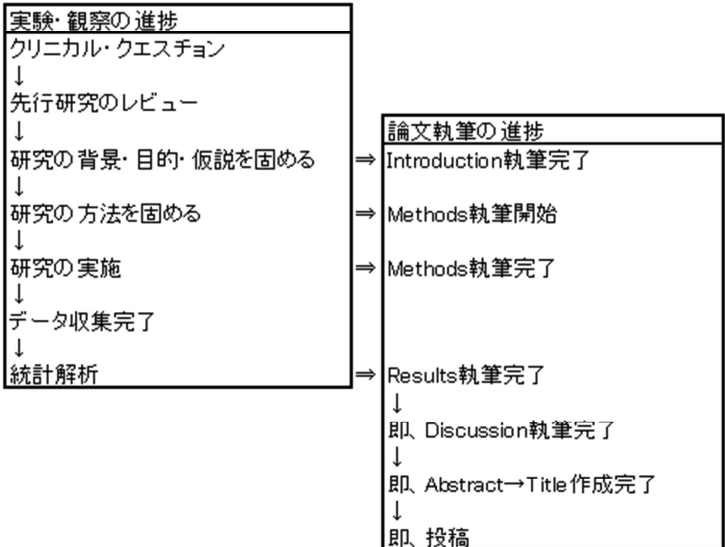 実験・観察の進捗
クリニカル・クエスチョン
↓
先行研究のレビュー
↓
研究の背景・目的・仮説を固める
↓
研究の方法を固める
↓
研究の実施
↓
データ収集完了
↓
統計解析
論文執筆の進捗
⇒ Introduction執筆完了
⇒ Methods執筆開始
⇒ Methods執筆完了
⇒ Results執筆完了
↓
即、Discussion執筆完了
↓
即、Abstract→Title作成完了
↓
即、投稿